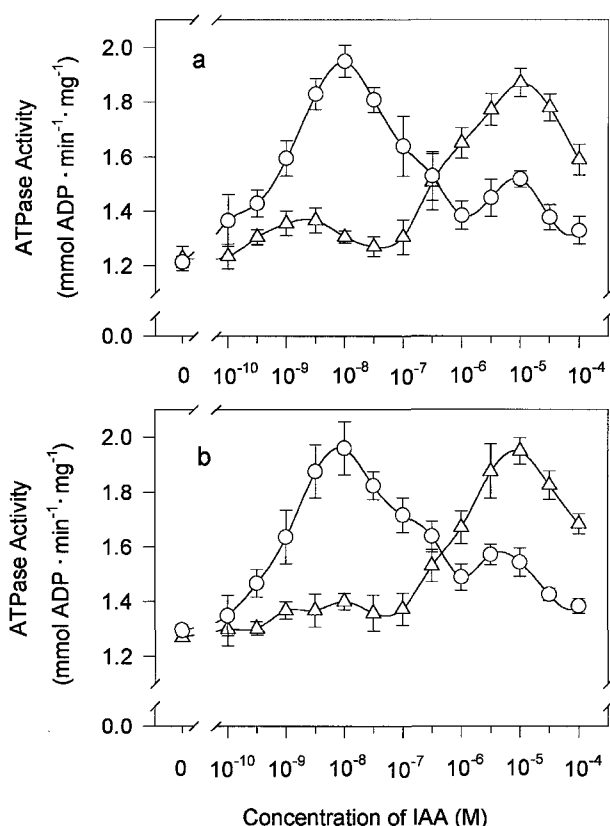 a
2.0
1.8
1.6
1.4
1.2
0.0
ATPase Activity
(mmol ADP · min⁻¹· mg⁻¹)
0 10⁻¹⁰ 10⁻⁹ 10⁻⁸ 10⁻⁷ 10⁻⁶ 10⁻⁵ 10⁻⁴
b
2.0
1.8
1.6
1.4
1.2
0.0
ATPase Activity
(mmol ADP · min⁻¹· mg⁻¹)
0 10⁻¹⁰ 10⁻⁹ 10⁻⁸ 10⁻⁷ 10⁻⁶ 10⁻⁵ 10⁻⁴
Concentration of IAA (M)